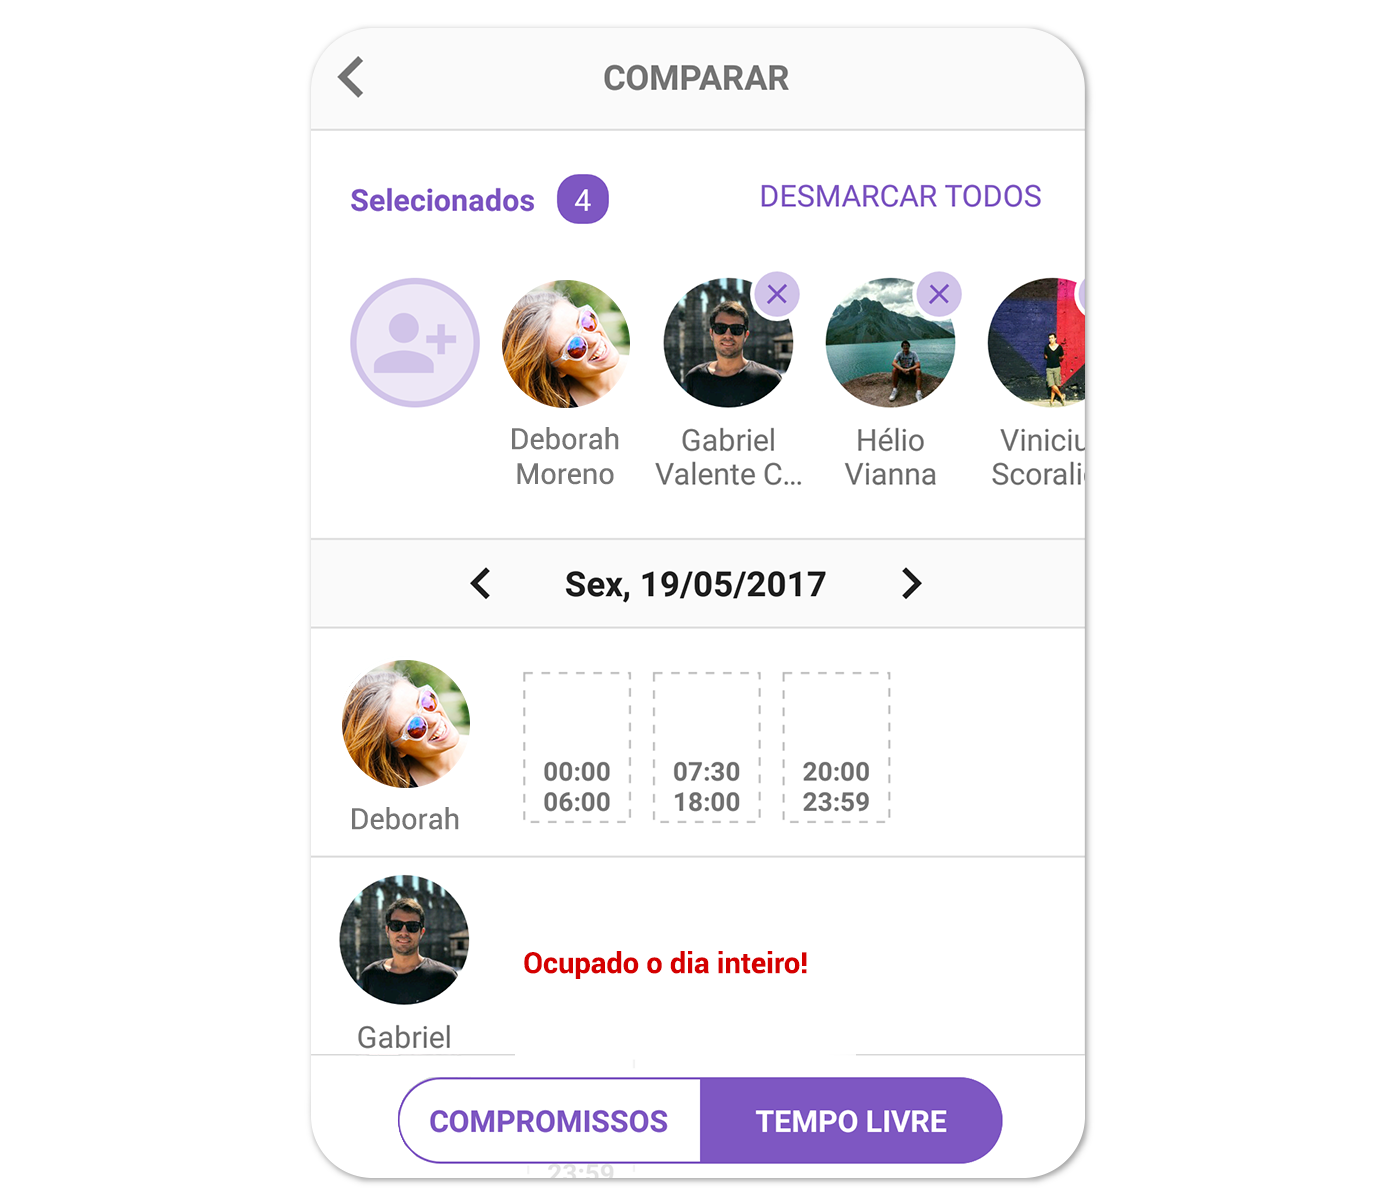 COMPARAR
Selecionados 4 DESMARCAR TODOS
Deborah
Moreno
Gabriel
Valente C...
Hélio
Vianna
Viniciu
Scorali
Sex, 19/05/2017
00:00
06:00
07:30
18:00
20:00
23:59
Deborah
Ocupado o dia inteiro!
Gabriel
COMPROMISSOS TEMPO LIVRE
23:59